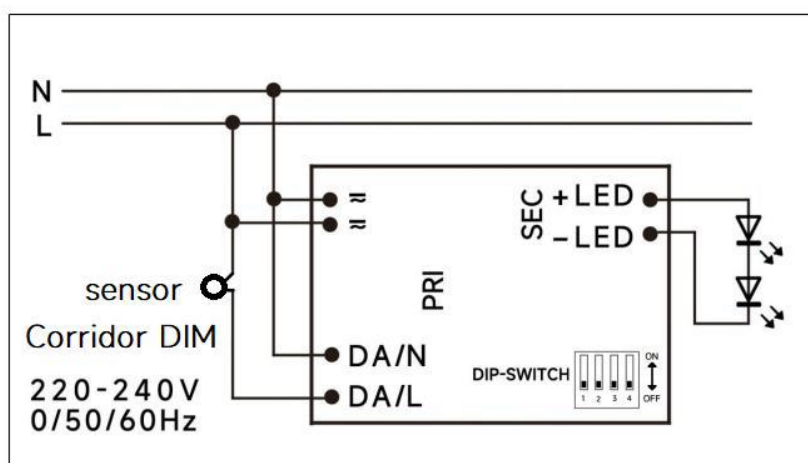 N
L
≂
≂
SEC
+LED
–LED
PRI
sensor
Corridor DIM
DA/N
DA/L
220-240V
0/50/60Hz
DIP-SWITCH
ON
OFF
1 2 3 4